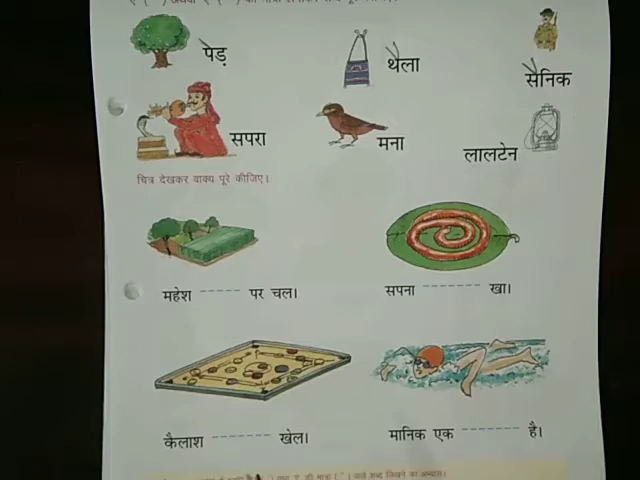 पेड़ थेला सैनिक
सपरा मना लालटेन
चित्र देखकर वाक्य पूरे कीजिए।
महेश ------ पर चल। सपना -------- खा।
कैलाश -------- खेल। मानिक एक -------- है।